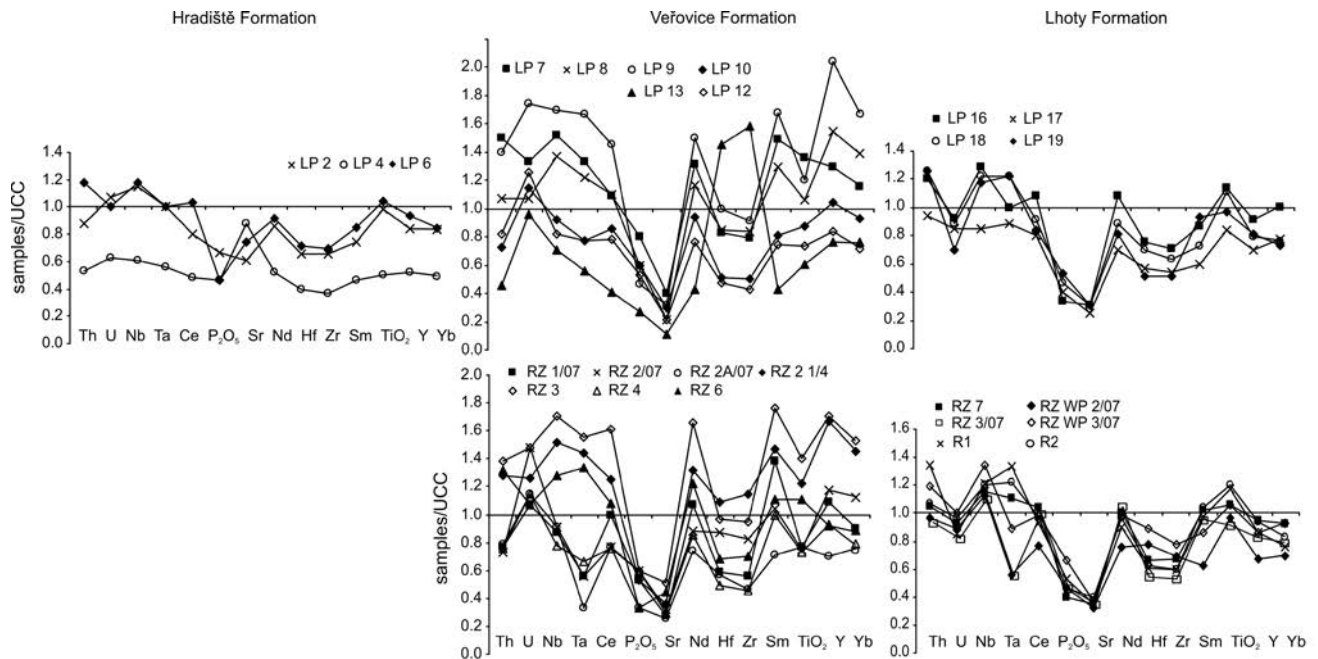 Hradiště Formation
Veřovice Formation
Lhoty Formation
samples/UCC
1.4
1.2
1.0
0.8
0.6
0.4
0.2
0.0
LP 2 LP 4 LP 6
Th U Nb Ta Ce P₂O₅ Sr Nd Hf Zr Sm TiO₂ Y Yb
2.0
1.8
1.6
1.4
1.2
1.0
0.8
0.6
0.4
0.2
0.0
LP 7 LP 8 LP 9 LP 10
LP 13 LP 12
1.4
1.2
1.0
0.8
0.6
0.4
0.2
0.0
LP 16 LP 17
LP 18 LP 19
samples/UCC
2.0
1.8
1.6
1.4
1.2
1.0
0.8
0.6
0.4
0.2
0.0
RZ 1/07 RZ 2/07 RZ 2A/07 RZ 2 1/4
RZ 3 RZ 4
RZ 6
Th U Nb Ta Ce P₂O₅ Sr Nd Hf Zr Sm TiO₂ Y Yb
1.6
1.4
1.2
1.0
0.8
0.6
0.4
0.2
0.0
RZ 7 RZ WP 2/07
RZ 3/07 RZ WP 3/07
R1 R2
Th U Nb Ta Ce P₂O₅ Sr Nd Hf Zr Sm TiO₂ Y Yb